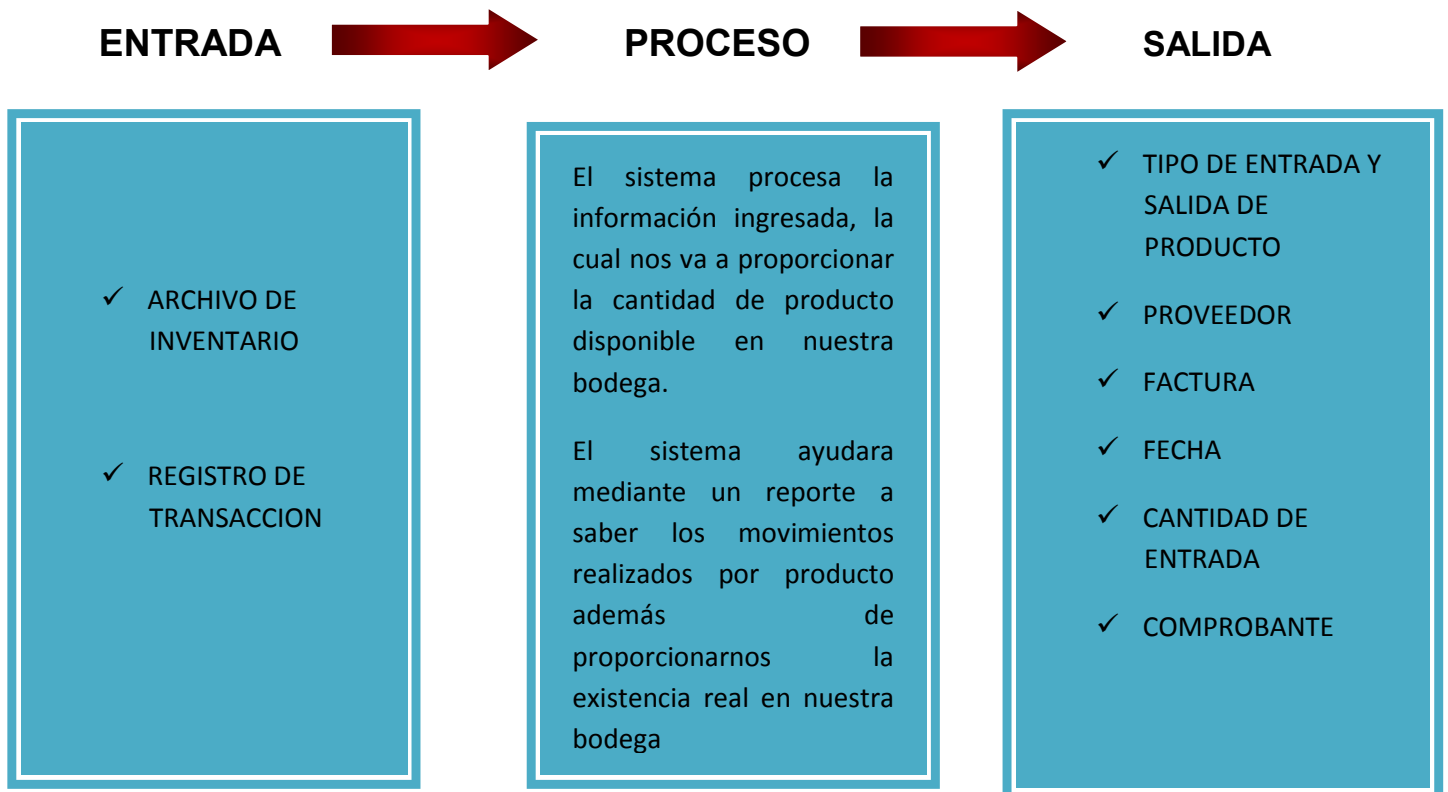 ENTRADA
PROCESO
SALIDA
✓ ARCHIVO DE
INVENTARIO
✓ REGISTRO DE
TRANSACCION
El sistema procesa la
información ingresada, la
cual nos va a proporcionar
la cantidad de producto
disponible en nuestra
bodega.
El sistema ayudara
mediante un reporte a
saber los movimientos
realizados por producto
además de
proporcionarnos la
existencia real en nuestra
bodega
✓ TIPO DE ENTRADA Y
SALIDA DE
PRODUCTO
✓ PROVEEDOR
✓ FACTURA
✓ FECHA
✓ CANTIDAD DE
ENTRADA
✓ COMPROBANTE